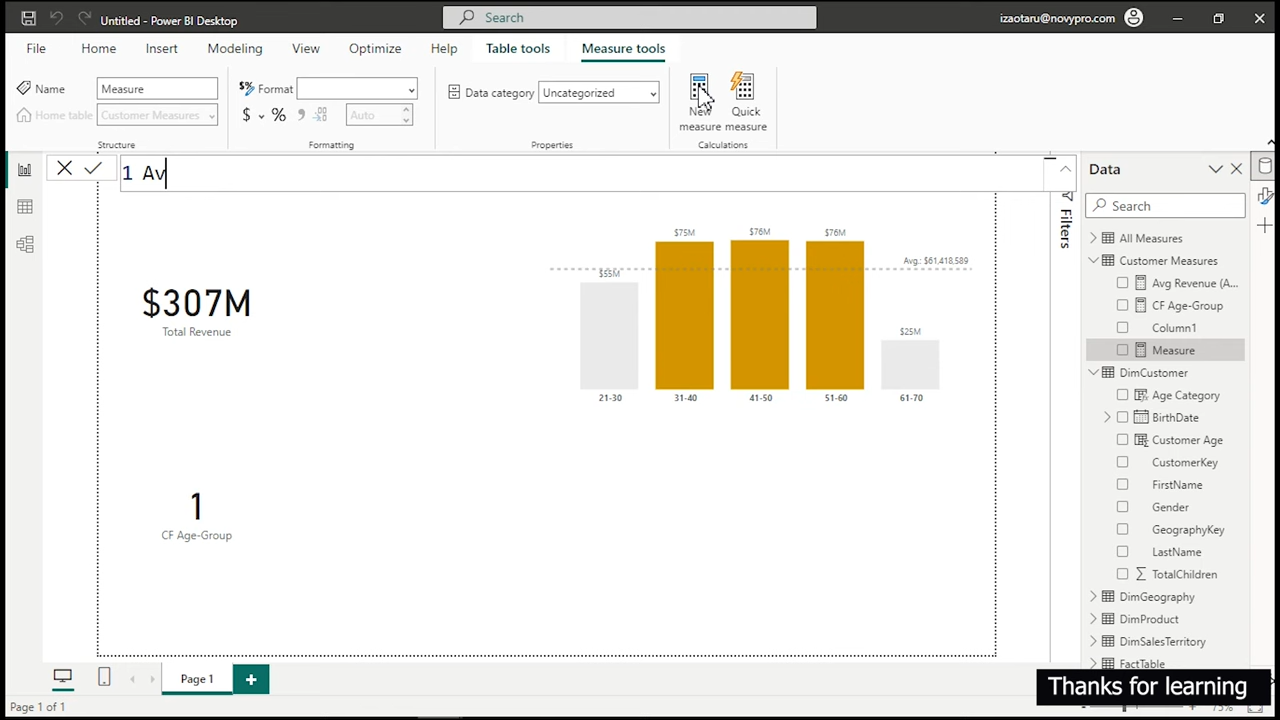 Untitled - Power BI Desktop
Search
izaotaru@novypro.com
File
Home
Insert
Modeling
View
Optimize
Help
Table tools
Measure tools
Name
Measure
Home table
Customer Measures
Structure
Format
$
%
Auto
Formatting
Data category
Uncategorized
Properties
New
measure
Quick
measure
Calculations
1 Av
$307M
Total Revenue
1
CF Age-Group
$55M
$75M
$76M
$76M
$25M
Avg.: $61,418,589
21-30
31-40
41-50
51-60
61-70
Filters
Data
Search
All Measures
Customer Measures
Avg Revenue (A...
CF Age-Group
Column1
Measure
DimCustomer
Age Category
BirthDate
Customer Age
CustomerKey
FirstName
Gender
GeographyKey
LastName
TotalChildren
DimGeography
DimProduct
DimSalesTerritory
FactTable
Page 1
Page 1 of 1
Thanks for learning